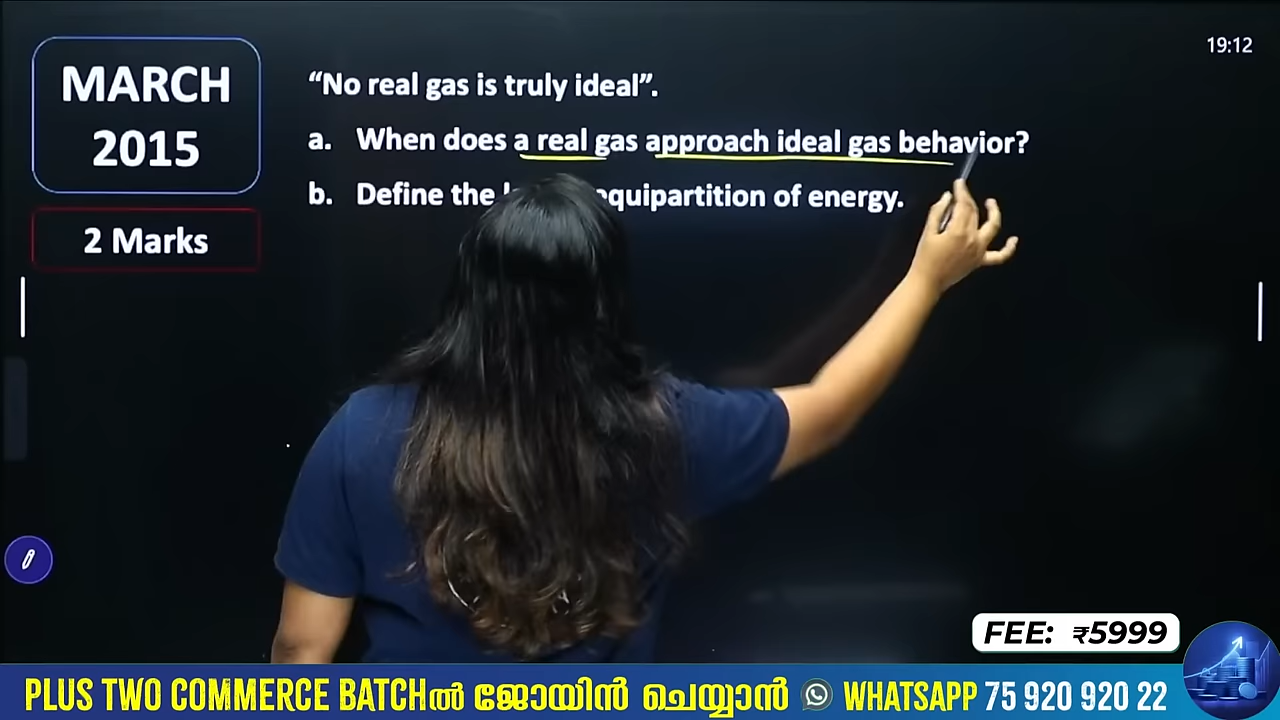 19:12
MARCH
2015
2 Marks
“No real gas is truly ideal”.
a. When does a real gas approach ideal gas behavior?
b. Define the equipartition of energy.
FEE: ₹5999
PLUS TWO COMMERCE BATCHൽ ജോയിൻ ചെയ്യാൻ WHATSAPP 75 920 920 22